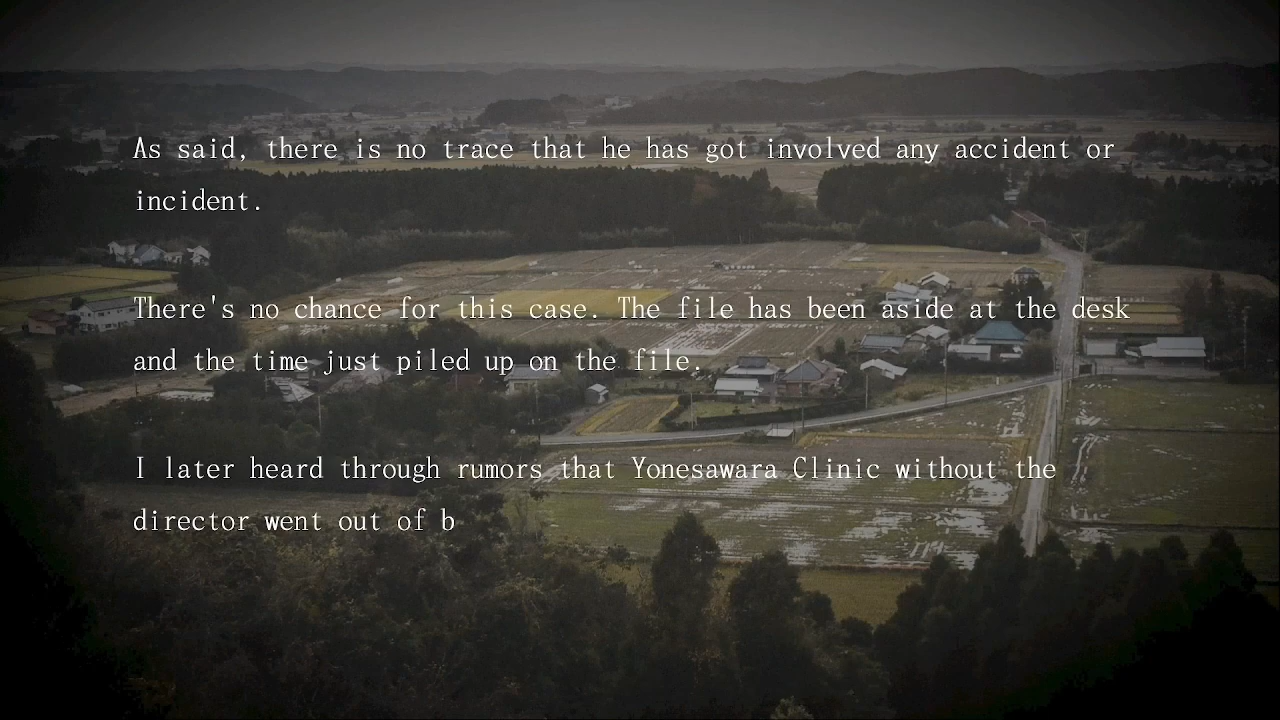 As said, there is no trace that he has got involved any accident or
incident.
There's no chance for this case. The file has been aside at the desk
and the time just piled up on the file.
I later heard through rumors that Yonesawara Clinic without the
director went out of b